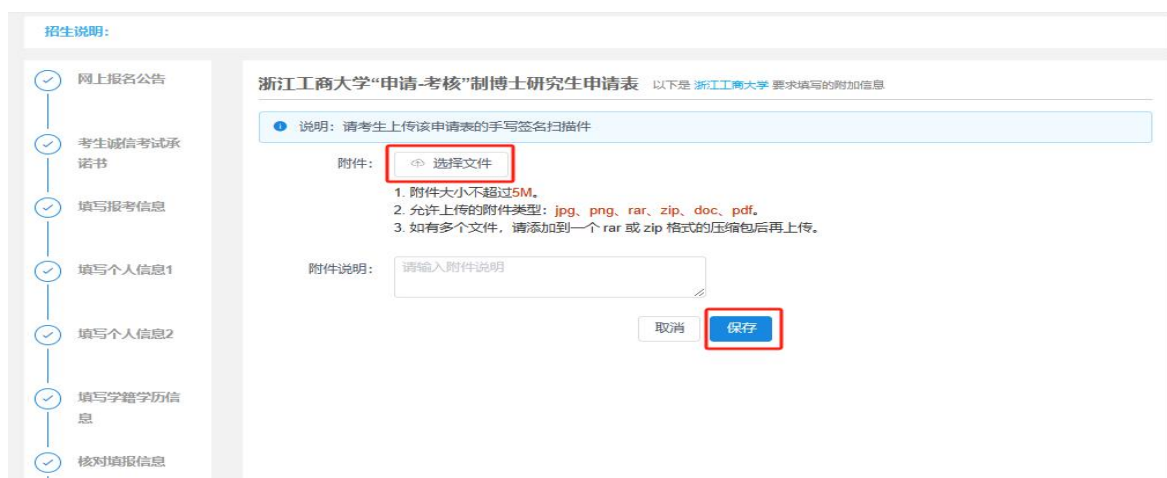 招生说明：
网上报名公告
考生诚信考试承
诺书
填写报考信息
填写个人信息1
填写个人信息2
填写学籍学历信
息
核对填报信息
浙江工商大学“申请-考核”制博士研究生申请表 以下是 浙江工商大学 要求填写的附加信息
说明：请考生上传该申请表的手写签名扫描件
附件： 选择文件
1. 附件大小不超过5M。
2. 允许上传的附件类型：jpg、png、rar、zip、doc、pdf。
3. 如有多个文件，请添加到一个 rar 或 zip 格式的压缩包后再上传。
附件说明： 请输入附件说明
取消 保存